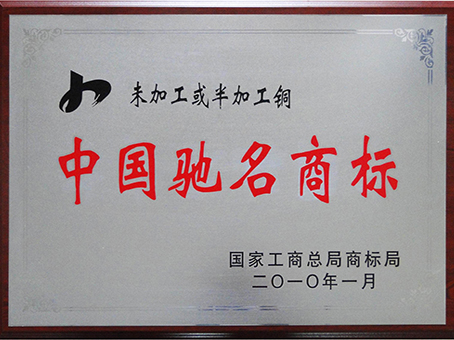 未加工或半加工铜
中国驰名商标
国家工商总局商标局
二〇一〇年一月